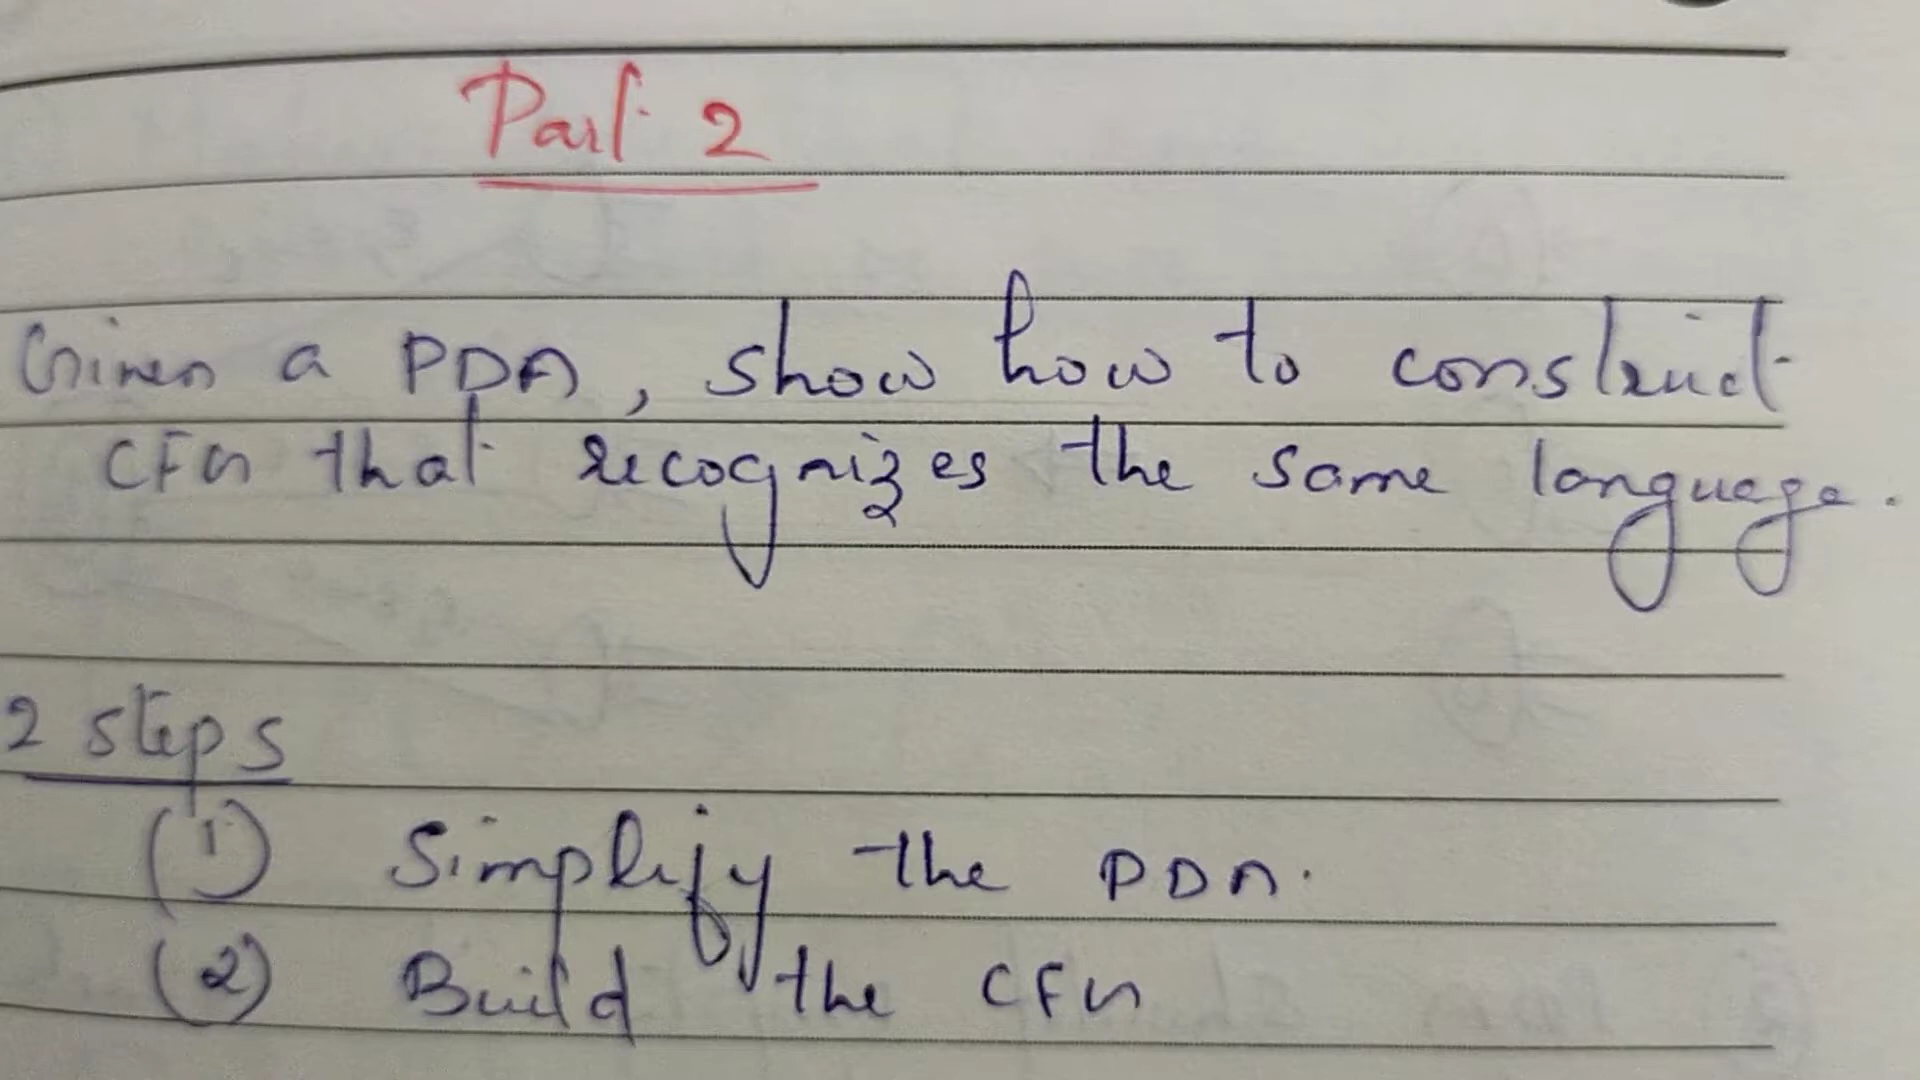 Part 2
Given a PDA, show how to construct
CFG that recognizes the same language.
2 steps
(1) Simplify the PDA.
(2) Build the CFG